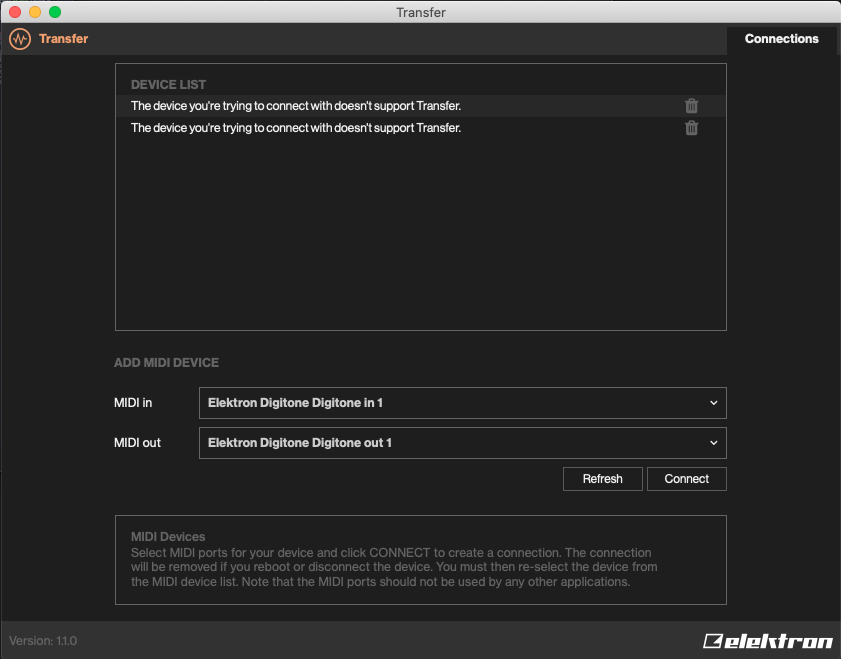 Transfer
Transfer
Connections
DEVICE LIST
The device you're trying to connect with doesn't support Transfer.
The device you're trying to connect with doesn't support Transfer.
ADD MIDI DEVICE
MIDI in
Elektron Digitone Digitone in 1
MIDI out
Elektron Digitone Digitone out 1
Refresh
Connect
MIDI Devices
Select MIDI ports for your device and click CONNECT to create a connection. The connection
will be removed if you reboot or disconnect the device. You must then re-select the device from
the MIDI device list. Note that the MIDI ports should not be used by any other applications.
Version: 1.1.0
elektron